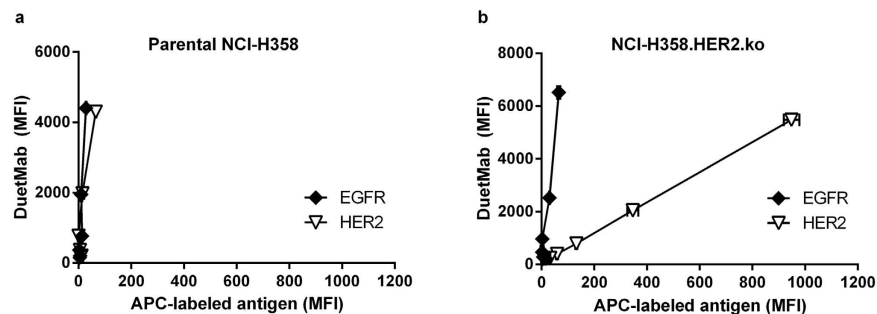 a
Parental NCI-H358
6000
4000
2000
0
DuetMab (MFI)
EGFR
HER2
0 200 400 600 800 1000 1200
APC-labeled antigen (MFI)
b
NCI-H358.HER2.ko
8000
6000
4000
2000
0
DuetMab (MFI)
EGFR
HER2
0 200 400 600 800 1000 1200
APC-labeled antigen (MFI)